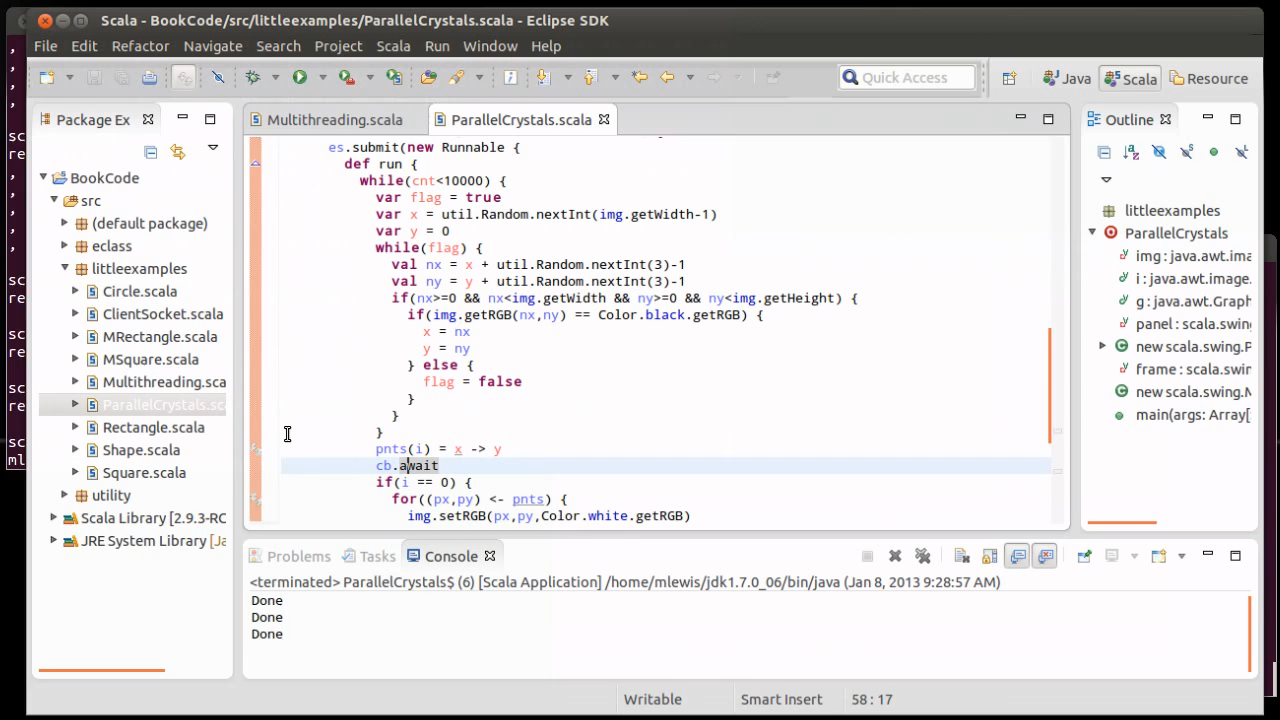 Scala - BookCode/src/littleexamples/ParallelCrystals.scala - Eclipse SDK
File Edit Refactor Navigate Search Project Scala Run Window Help
Quick Access
Java Scala Resource
Package Ex
BookCode
src
(default package)
eclass
littleexamples
Circle.scala
ClientSocket.scala
MRectangle.scala
MSquare.scala
Multithreading.sca
ParallelCrystals.sc
Rectangle.scala
Shape.scala
Square.scala
utility
Scala Library [2.9.3-RC
JRE System Library [Ja
Multithreading.scala ParallelCrystals.scala
es.submit(new Runnable {
def run {
while(cnt<10000) {
var flag = true
var x = util.Random.nextInt(img.getWidth-1)
var y = 0
while(flag) {
val nx = x + util.Random.nextInt(3)-1
val ny = y + util.Random.nextInt(3)-1
if(nx>=0 && nx<img.getWidth && ny>=0 && ny<img.getHeight) {
if(img.getRGB(nx,ny) == Color.black.getRGB) {
x = nx
y = ny
} else {
flag = false
}
}
}
pnts(i) = x -> y
cb.await
if(i == 0) {
for((px,py) <- pnts) {
img.setRGB(px,py,Color.white.getRGB)
Outline
littleexamples
ParallelCrystals
img : java.awt.ima
i : java.awt.image.
g : java.awt.Graph
panel : scala.swing
new scala.swing.P
frame : scala.swin
new scala.swing.M
main(args: Array[
Problems Tasks Console
<terminated> ParallelCrystals$ (6) [Scala Application] /home/mlewis/jdk1.7.0_06/bin/java (Jan 8, 2013 9:28:57 AM)
Done
Done
Done
Writable Smart Insert 58 : 17